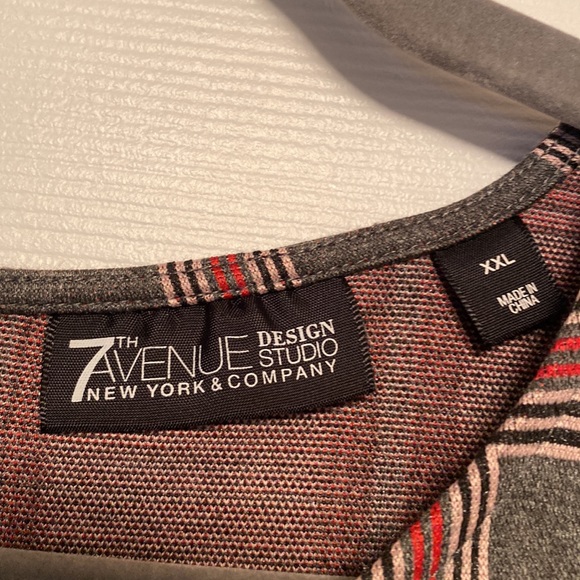 7TH AVENUE DESIGN STUDIO
NEW YORK & COMPANY
XXL
MADE IN
CHINA